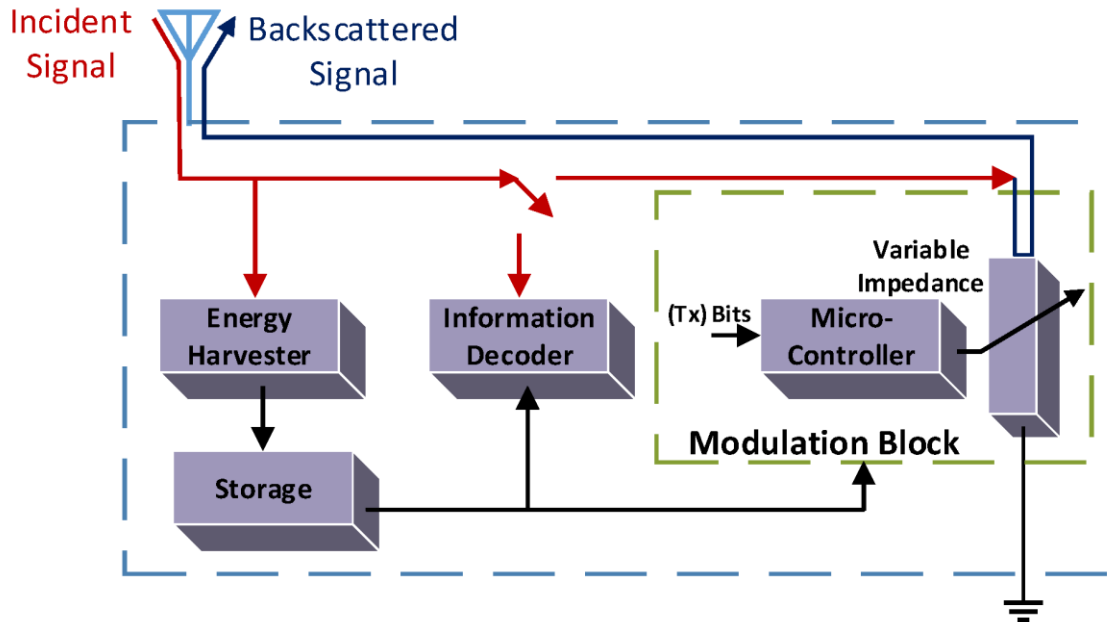 Incident
Signal
Backscattered
Signal
Variable
Impedance
Energy
Harvester
Information
Decoder
(Tx) Bits
Micro-
Controller
Modulation Block
Storage